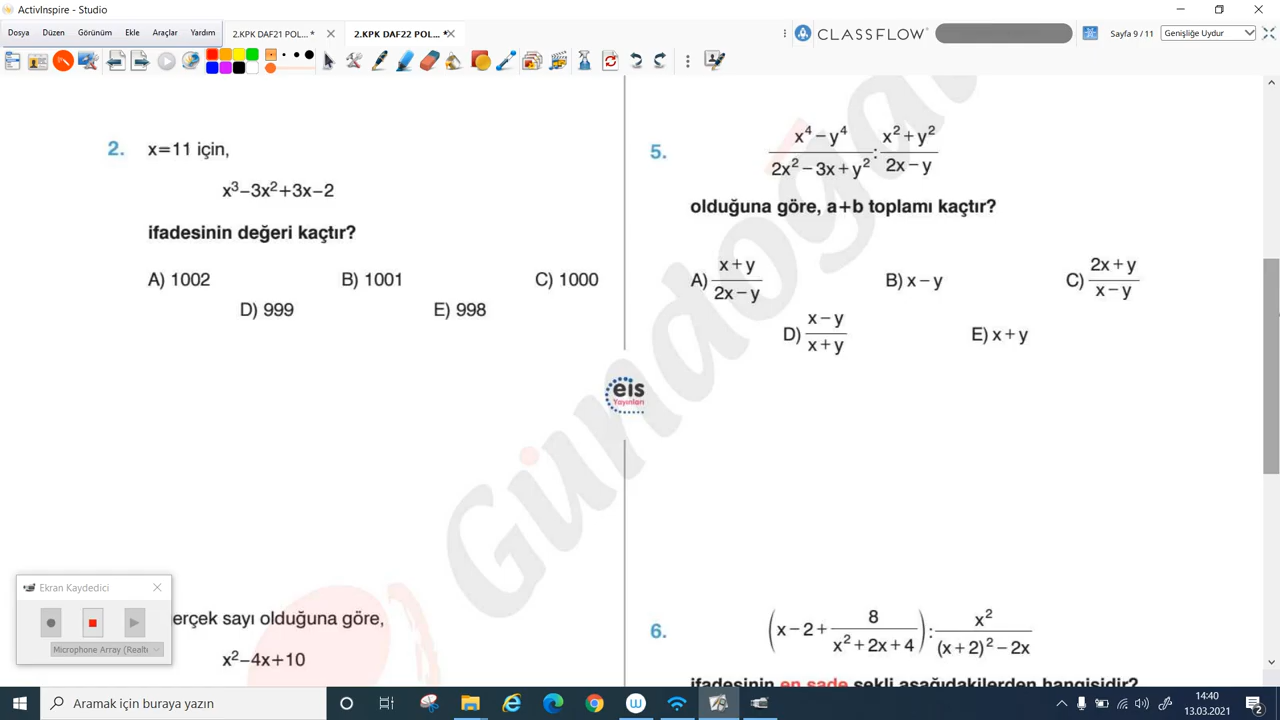 ActivInspire - Studio
Dosya Düzen Görünüm Ekle Araçlar Yardım
2.KPK DAF21 POL... *
2.KPK DAF22 POL... *
CLASSFLOW
Sayfa 9 / 11
Genişliğe Uydur
2. x=11 için,
x³−3x²+3x−2
ifadesinin değeri kaçtır?
A) 1002 B) 1001 C) 1000
D) 999 E) 998
erçek sayı olduğuna göre,
x²−4x+10
5. (x⁴−y⁴)/(2x²−3x+y²) : (x²+y²)/(2x−y)
olduğuna göre, a+b toplamı kaçtır?
A) (x+y)/(2x−y) B) x−y C) (2x+y)/(x−y)
D) (x−y)/(x+y) E) x+y
eis
Yayınları
Gündoğa
6. (x−2+8/(x²+2x+4)) : x²/((x+2)²−2x)
ifadesinin en sade şekli aşağıdakilerden hangisidir?
Ekran Kaydedici
Microphone Array (Realte
Aramak için buraya yazın
14:40
13.03.2021
2